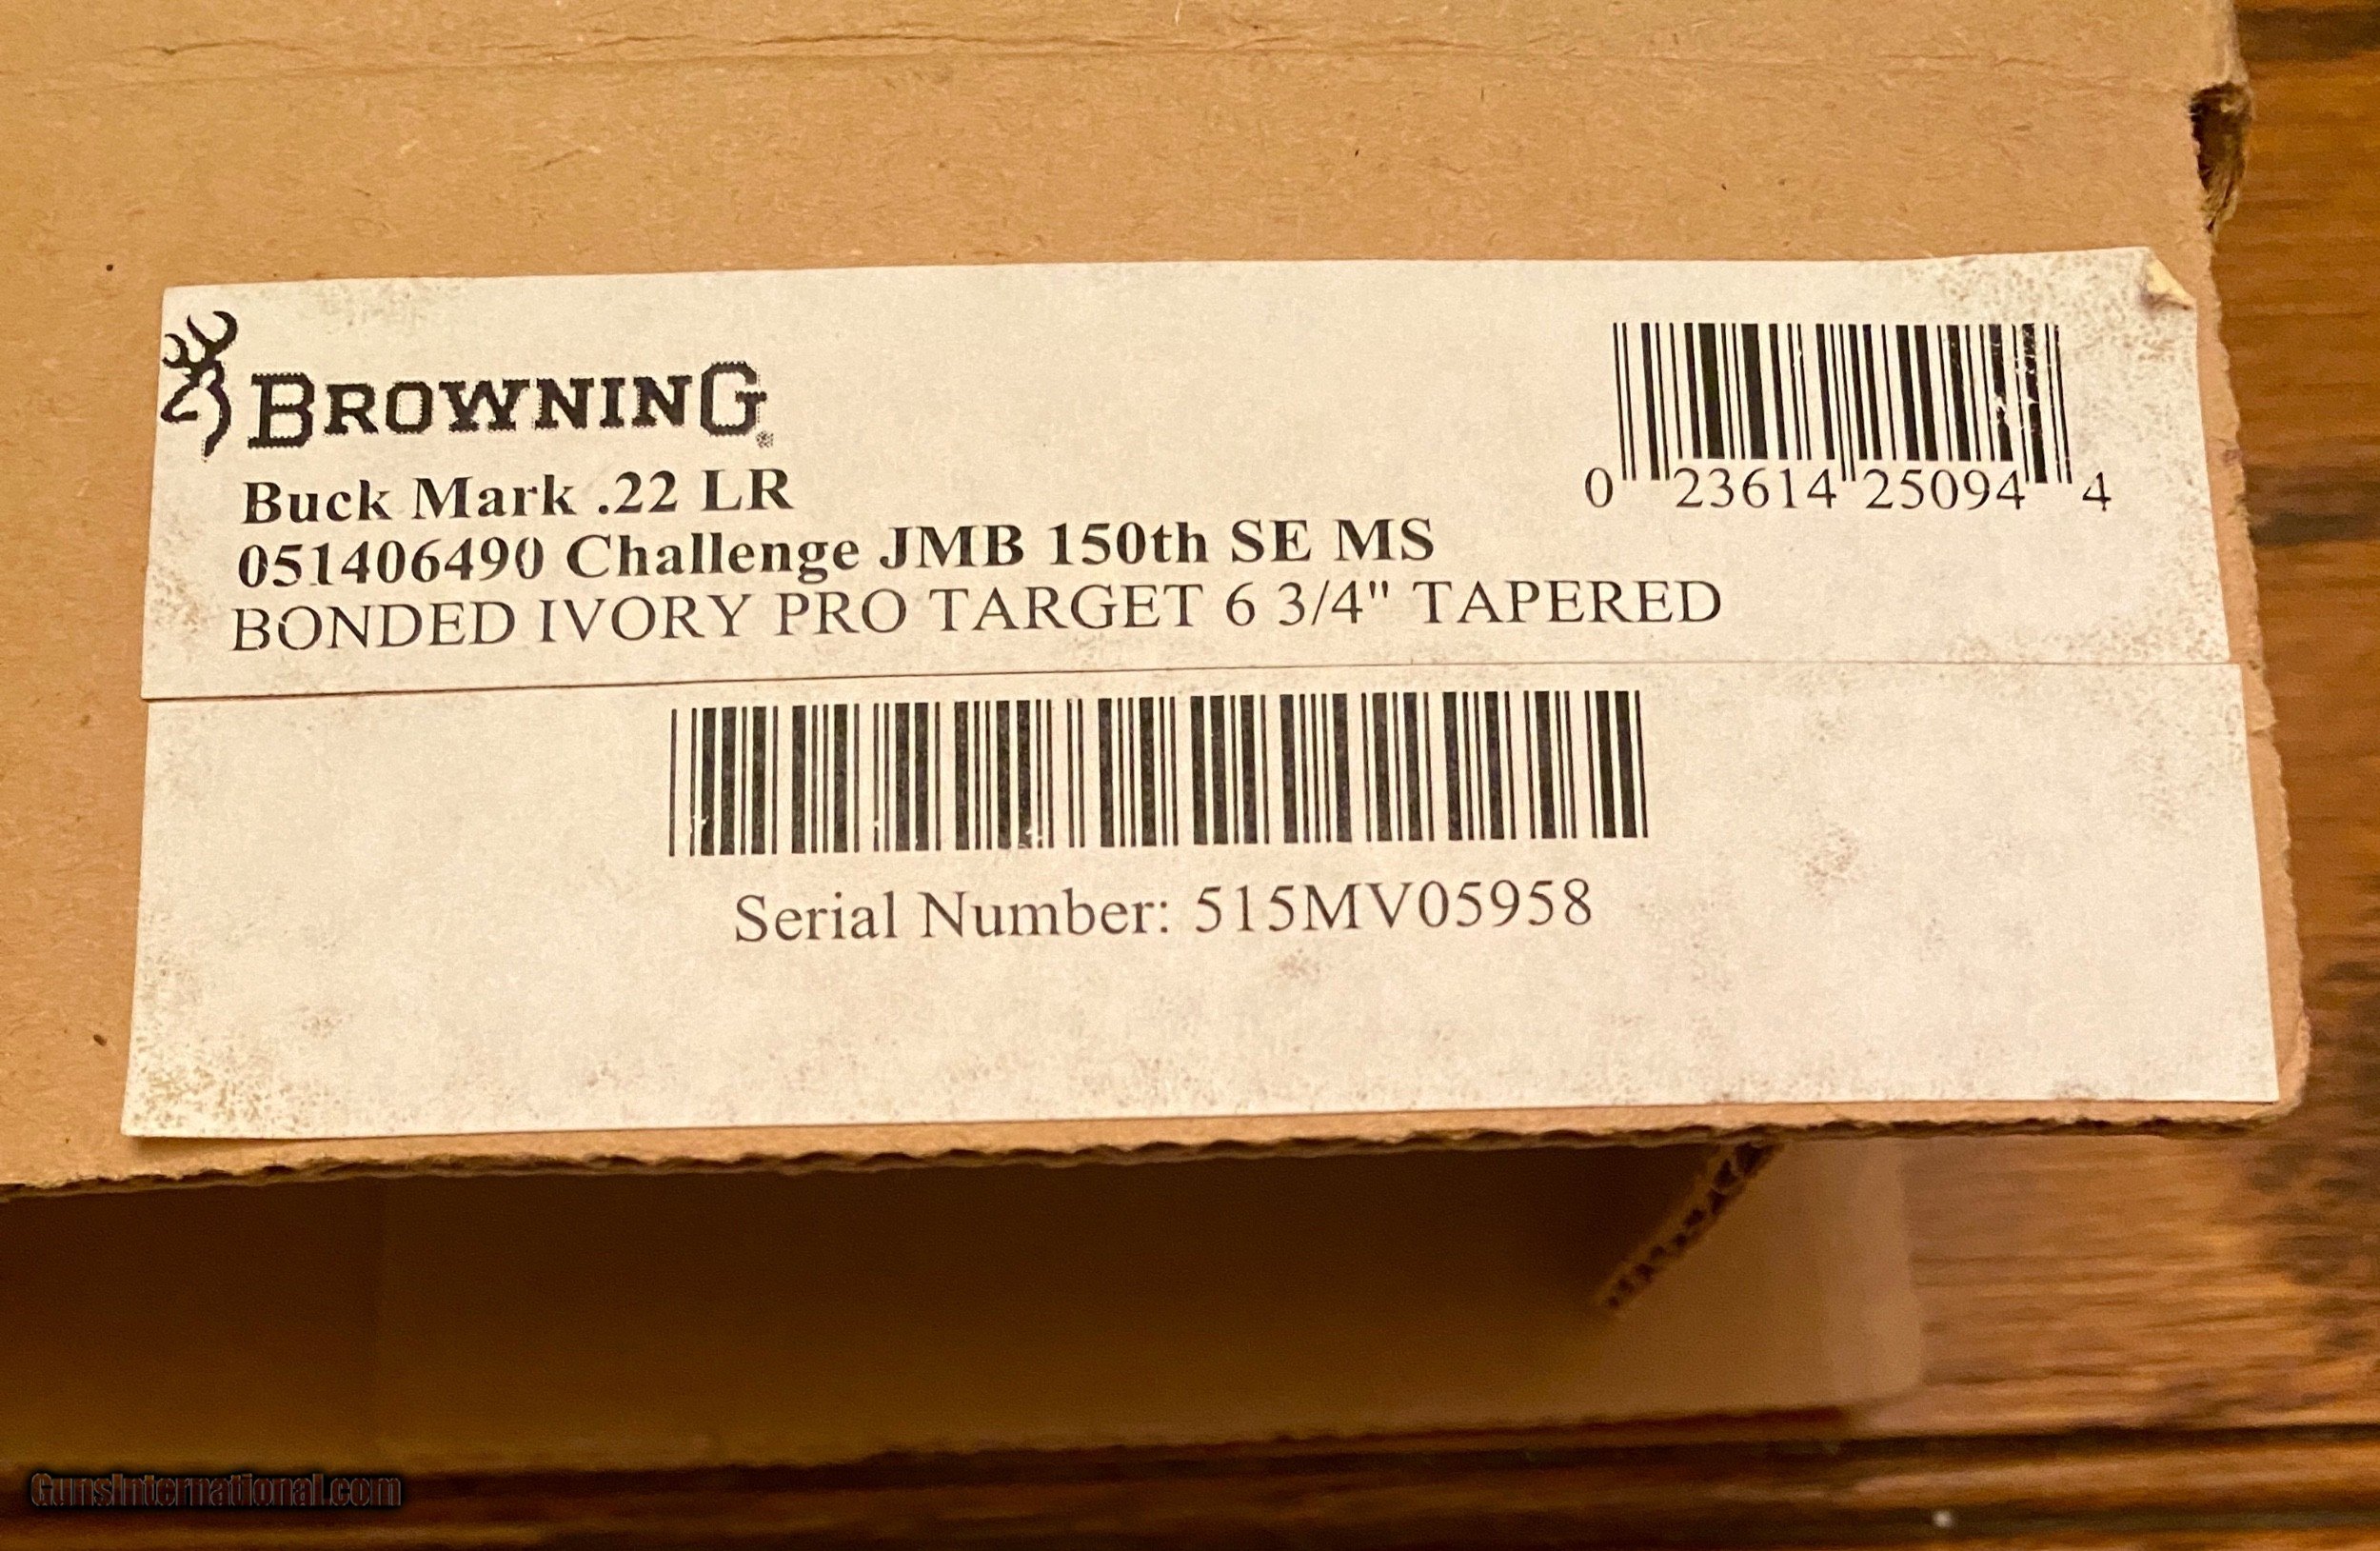 BROWNING®
Buck Mark .22 LR
051406490 Challenge JMB 150th SE MS
BONDED IVORY PRO TARGET 6 3/4" TAPERED
0 23614 25094 4
Serial Number: 515MV05958
GunsInternational.com